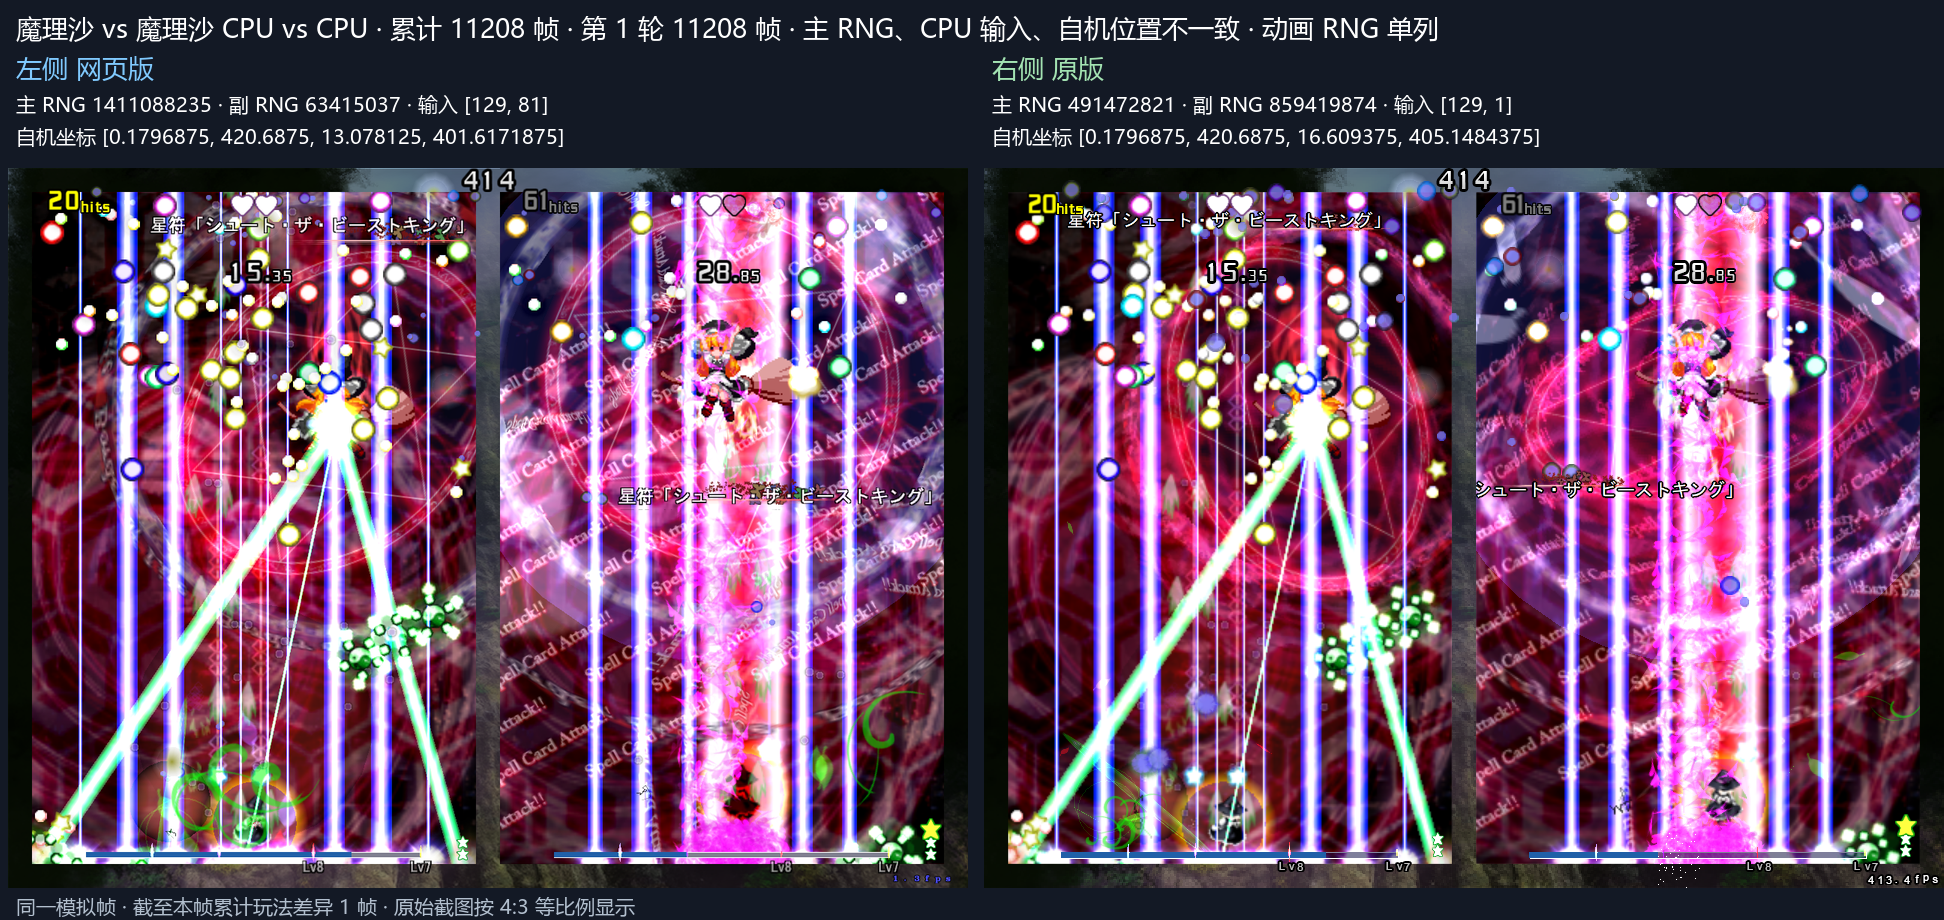 魔理沙 vs 魔理沙 CPU vs CPU · 累计 11208 帧 · 第 1 轮 11208 帧 · 主 RNG、CPU 输入、自机位置不一致 · 动画 RNG 单列
左侧 网页版
主 RNG 1411088235 · 副 RNG 63415037 · 输入 [129, 81]
自机坐标 [0.1796875, 420.6875, 13.078125, 401.6171875]
右侧 原版
主 RNG 491472821 · 副 RNG 859419874 · 输入 [129, 1]
自机坐标 [0.1796875, 420.6875, 16.609375, 405.1484375]
414
20hits
星符「シュート・ザ・ビーストキング」
15.35
61hits
28.85
Spell Card Attack!!
星符「シュート・ザ・ビーストキング」
Lv8
Lv7
Lv8
Lv7
1.3fps
414
20hits
星符「シュート・ザ・ビーストキング」
15.35
61hits
28.85
Spell Card Attack!!
シュート・ザ・ビーストキング」
Lv8
Lv7
Lv8
Lv7
413.4fps
同一模拟帧 · 截至本帧累计玩法差异 1 帧 · 原始截图按 4:3 等比例显示